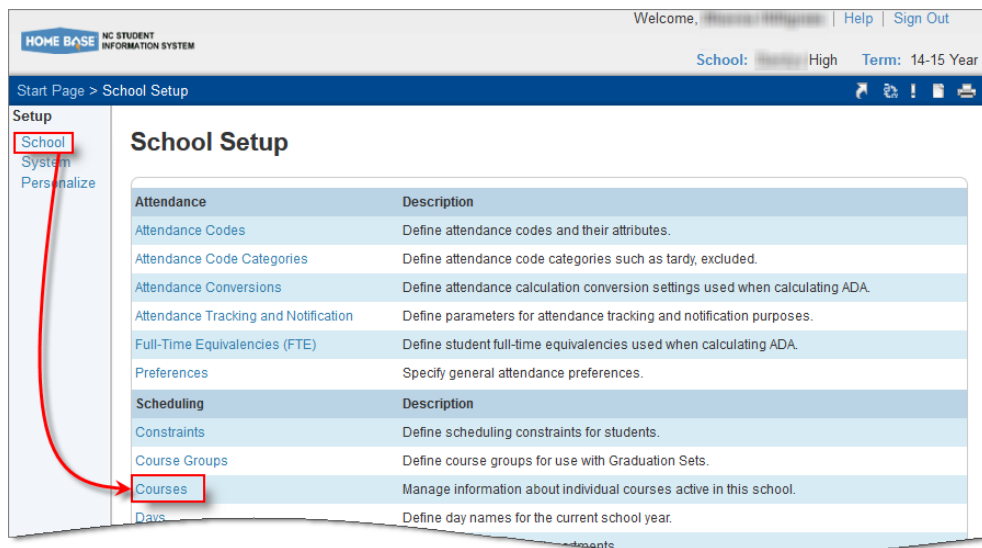 Welcome, | Help | Sign Out
HOME BASE NC STUDENT INFORMATION SYSTEM
School: High Term: 14-15 Year
Start Page > School Setup
Setup
School
System
Personalize
School Setup
Attendance Description
Attendance Codes Define attendance codes and their attributes.
Attendance Code Categories Define attendance code categories such as tardy, excluded.
Attendance Conversions Define attendance calculation conversion settings used when calculating ADA.
Attendance Tracking and Notification Define parameters for attendance tracking and notification purposes.
Full-Time Equivalencies (FTE) Define student full-time equivalencies used when calculating ADA.
Preferences Specify general attendance preferences.
Scheduling Description
Constraints Define scheduling constraints for students.
Course Groups Define course groups for use with Graduation Sets.
Courses Manage information about individual courses active in this school.
Days Define day names for the current school year.